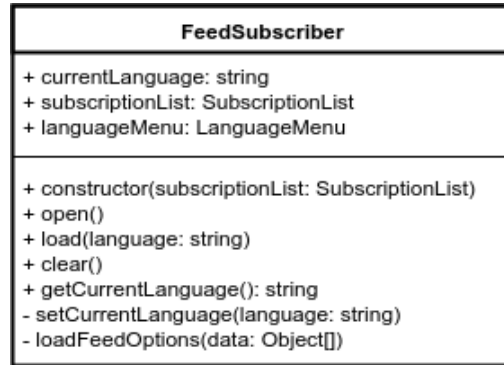 FeedSubscriber
+ currentLanguage: string
+ subscriptionList: SubscriptionList
+ languageMenu: LanguageMenu
+ constructor(subscriptionList: SubscriptionList)
+ open()
+ load(language: string)
+ clear()
+ getCurrentLanguage(): string
- setCurrentLanguage(language: string)
- loadFeedOptions(data: Object[])